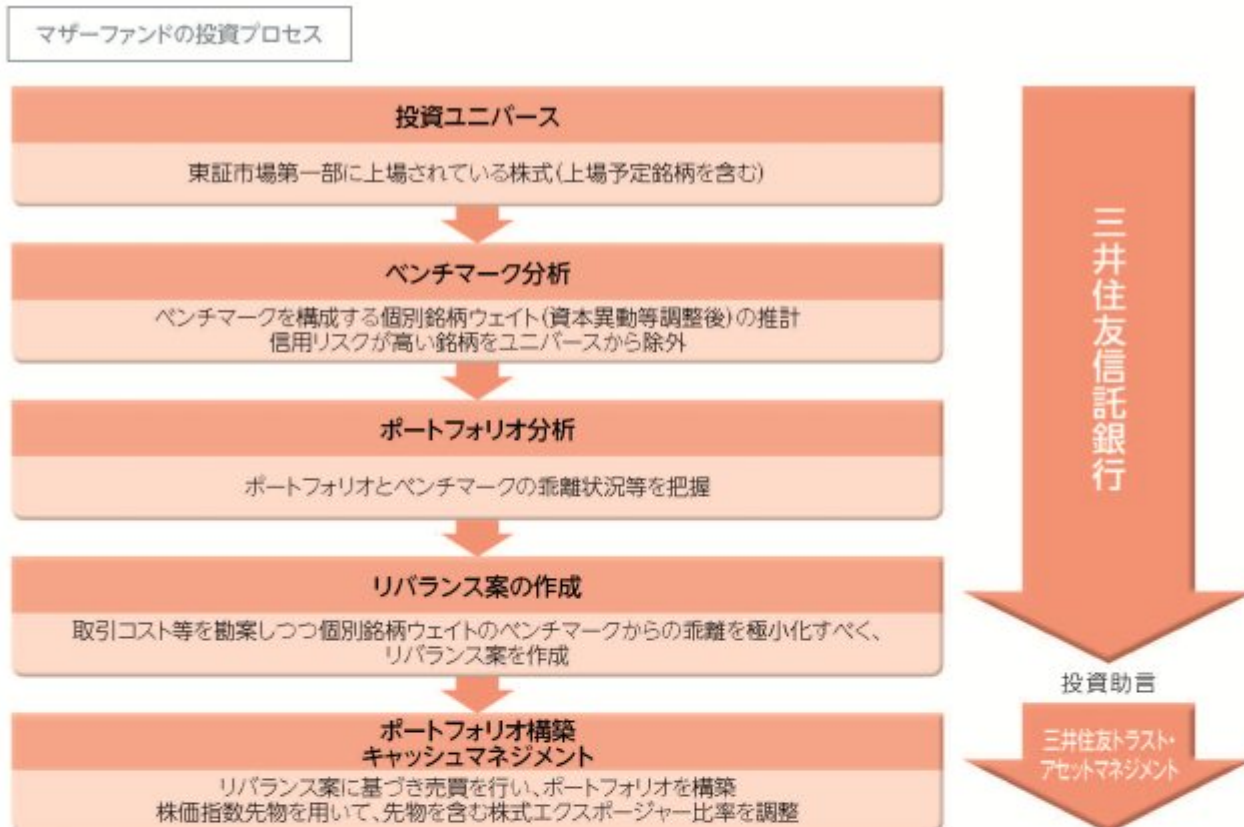 マザーファンドの投資プロセス
投資ユニバース
東証市場第一部に上場されている株式(上場予定銘柄を含む)
ベンチマーク分析
ベンチマークを構成する個別銘柄ウェイト(資本異動等調整後)の推計
信用リスクが高い銘柄をユニバースから除外
ポートフォリオ分析
ポートフォリオとベンチマークの乖離状況等を把握
リバランス案の作成
取引コスト等を勘案しつつ個別銘柄ウェイトのベンチマークからの乖離を極小化すべく、
リバランス案を作成
ポートフォリオ構築
キャッシュマネジメント
リバランス案に基づき売買を行い、ポートフォリオを構築
株価指数先物を用いて、先物を含む株式エクスポージャー比率を調整
三井住友信託銀行
投資助言
三井住友トラスト・
アセットマネジメント